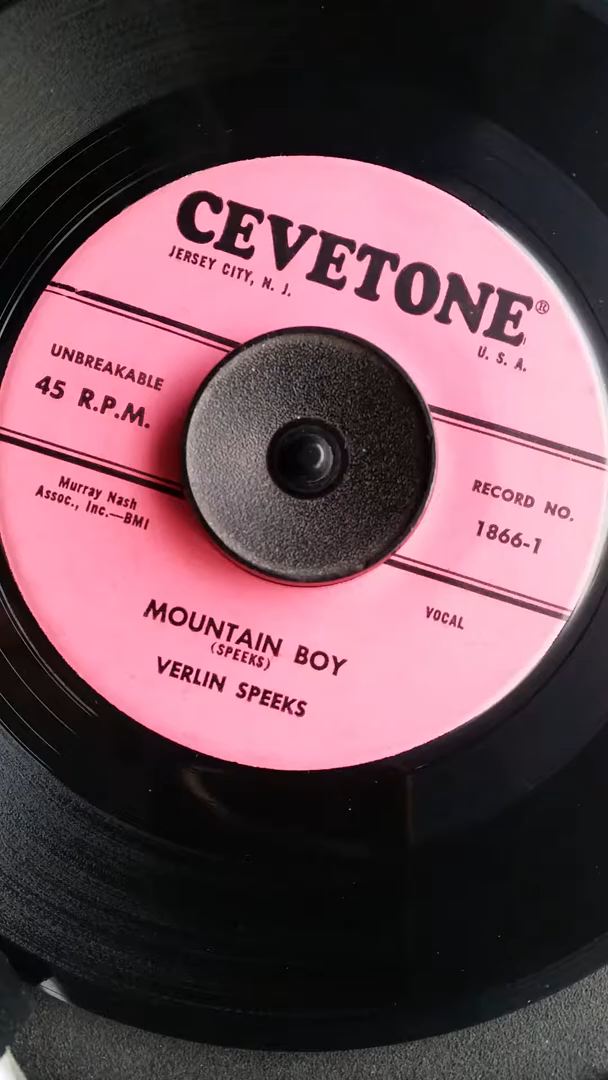 CEVETONE®
JERSEY CITY, N. J.
U. S. A.
UNBREAKABLE
45 R.P.M.
Murray Nash
Assoc., Inc.—BMI
RECORD NO.
1866-1
VOCAL
MOUNTAIN BOY
(SPEEKS)
VERLIN SPEEKS